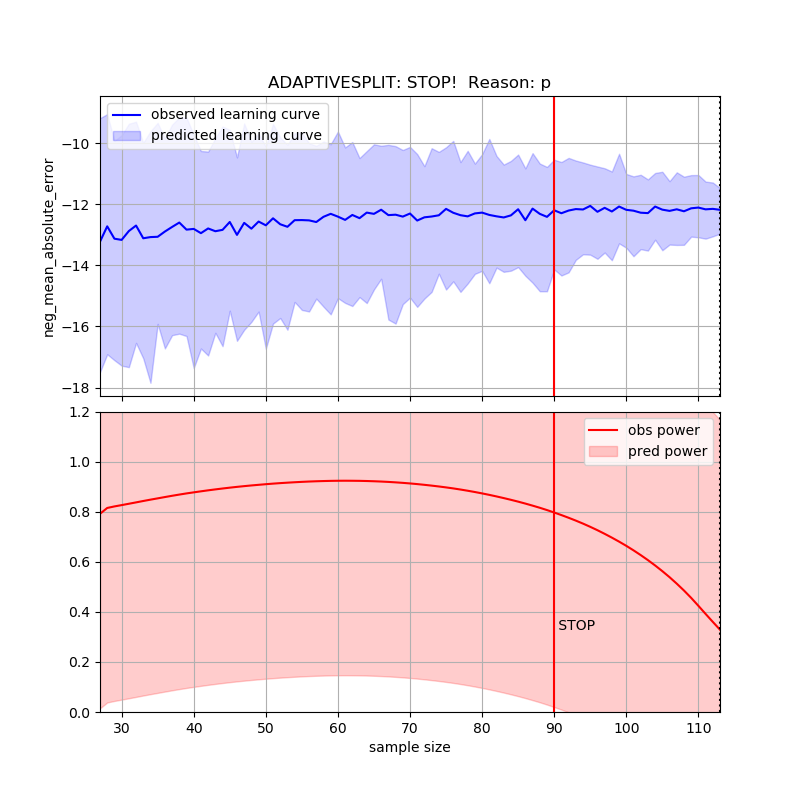 ADAPTIVESPLIT: STOP!  Reason: p
observed learning curve
predicted learning curve
neg_mean_absolute_error
−10
−12
−14
−16
−18
1.2
1.0
0.8
0.6
0.4
0.2
0.0
obs power
pred power
STOP
30 40 50 60 70 80 90 100 110
sample size